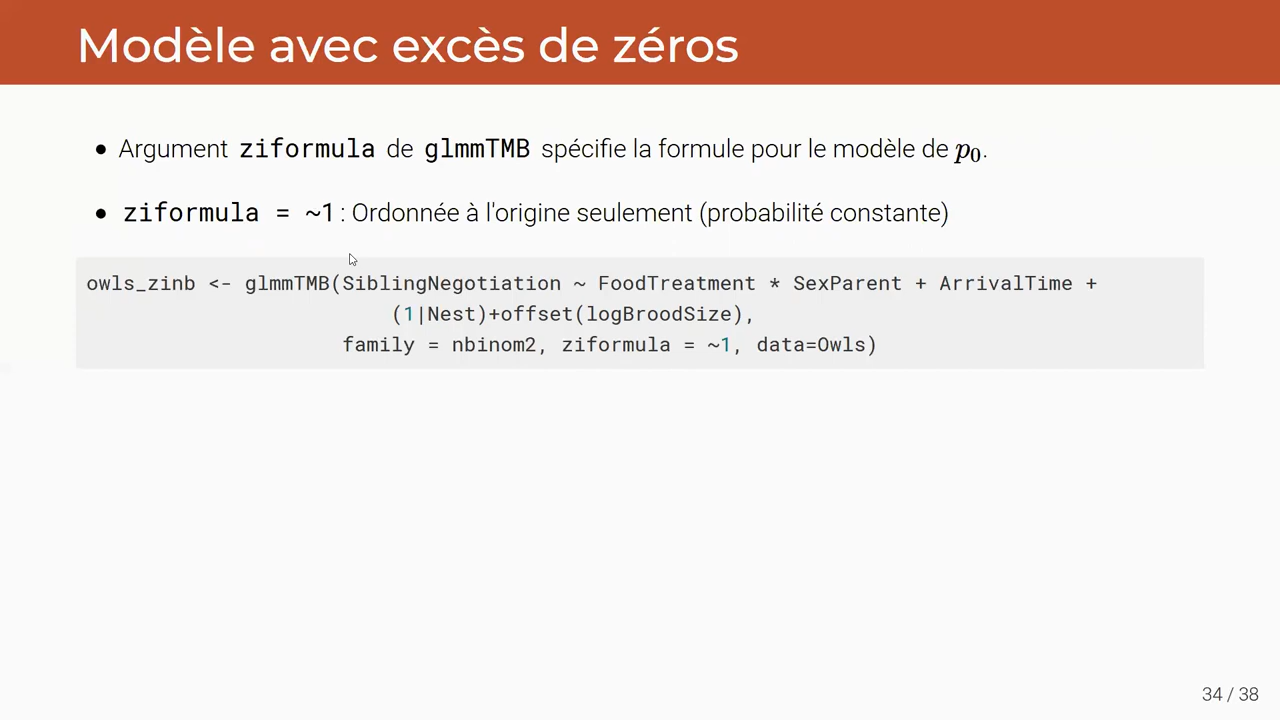 Modèle avec excès de zéros
• Argument ziformula de glmmTMB spécifie la formule pour le modèle de p₀.
• ziformula = ~1 : Ordonnée à l'origine seulement (probabilité constante)
owls_zinb <- glmmTMB(SiblingNegotiation ~ FoodTreatment * SexParent + ArrivalTime +
(1|Nest)+offset(logBroodSize),
family = nbinom2, ziformula = ~1, data=Owls)
34 / 38